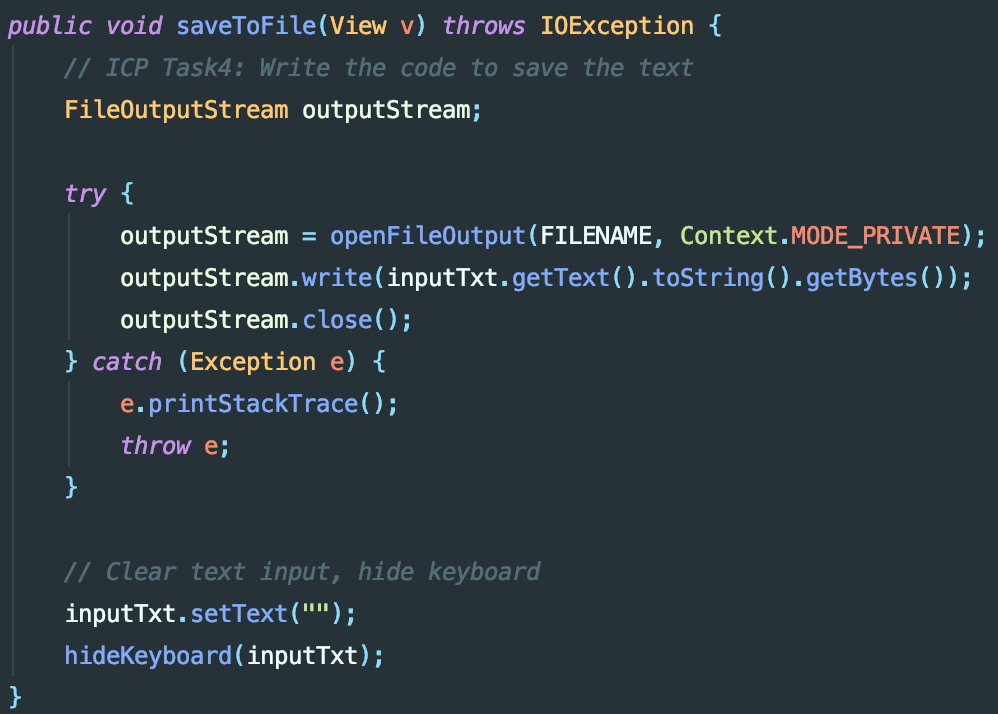 public void saveToFile(View v) throws IOException {
    // ICP Task4: Write the code to save the text
    FileOutputStream outputStream;

    try {
        outputStream = openFileOutput(FILENAME, Context.MODE_PRIVATE);
        outputStream.write(inputTxt.getText().toString().getBytes());
        outputStream.close();
    } catch (Exception e) {
        e.printStackTrace();
        throw e;
    }

    // Clear text input, hide keyboard
    inputTxt.setText("");
    hideKeyboard(inputTxt);
}